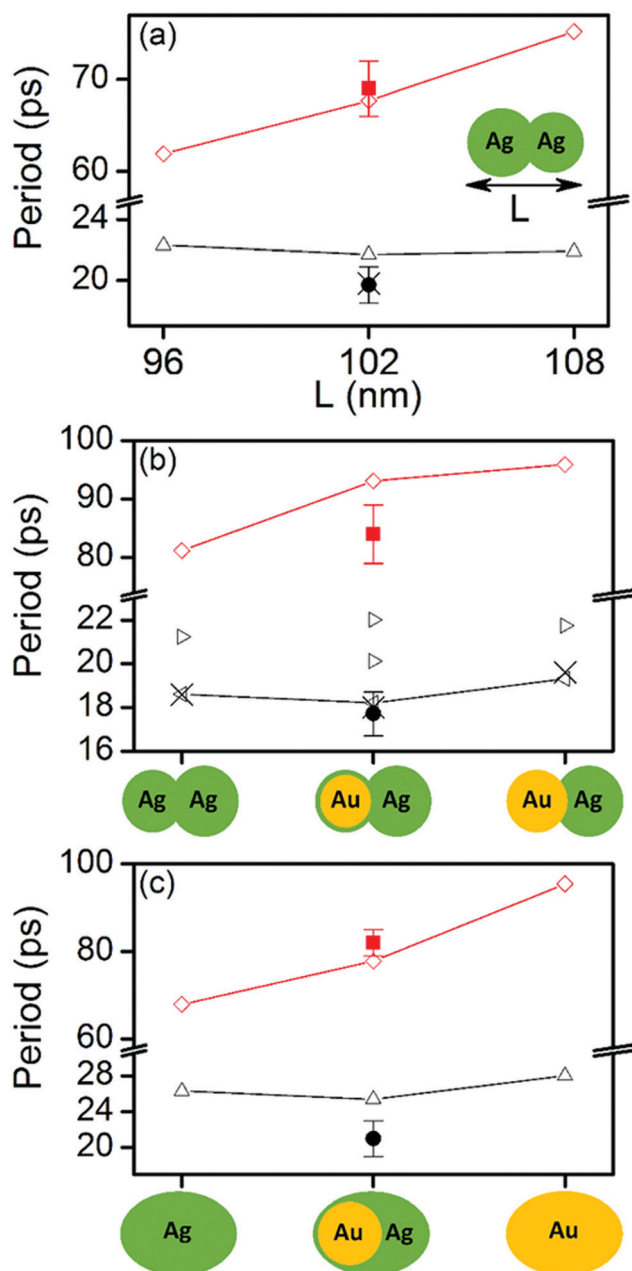 (a)
Period (ps)
70
60
24
20
Ag Ag
L
96 102 108
L (nm)
(b)
Period (ps)
100
90
80
22
20
18
16
Ag Ag Au Ag Au Ag
(c)
Period (ps)
100
80
60
28
24
20
Ag Au Ag Au